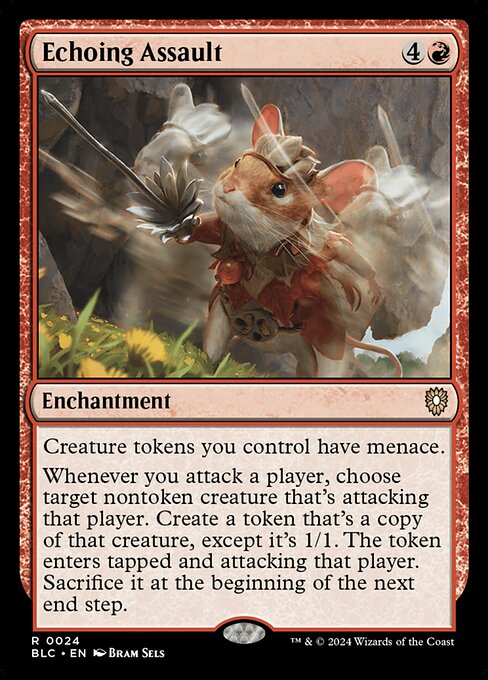 Echoing Assault 4
Enchantment
Creature tokens you control have menace.
Whenever you attack a player, choose
target nontoken creature that's attacking
that player. Create a token that's a copy
of that creature, except it's 1/1. The token
enters tapped and attacking that player.
Sacrifice it at the beginning of the next
end step.
R 0024
BLC • EN Bram Sels
™ & © 2024 Wizards of the Coast